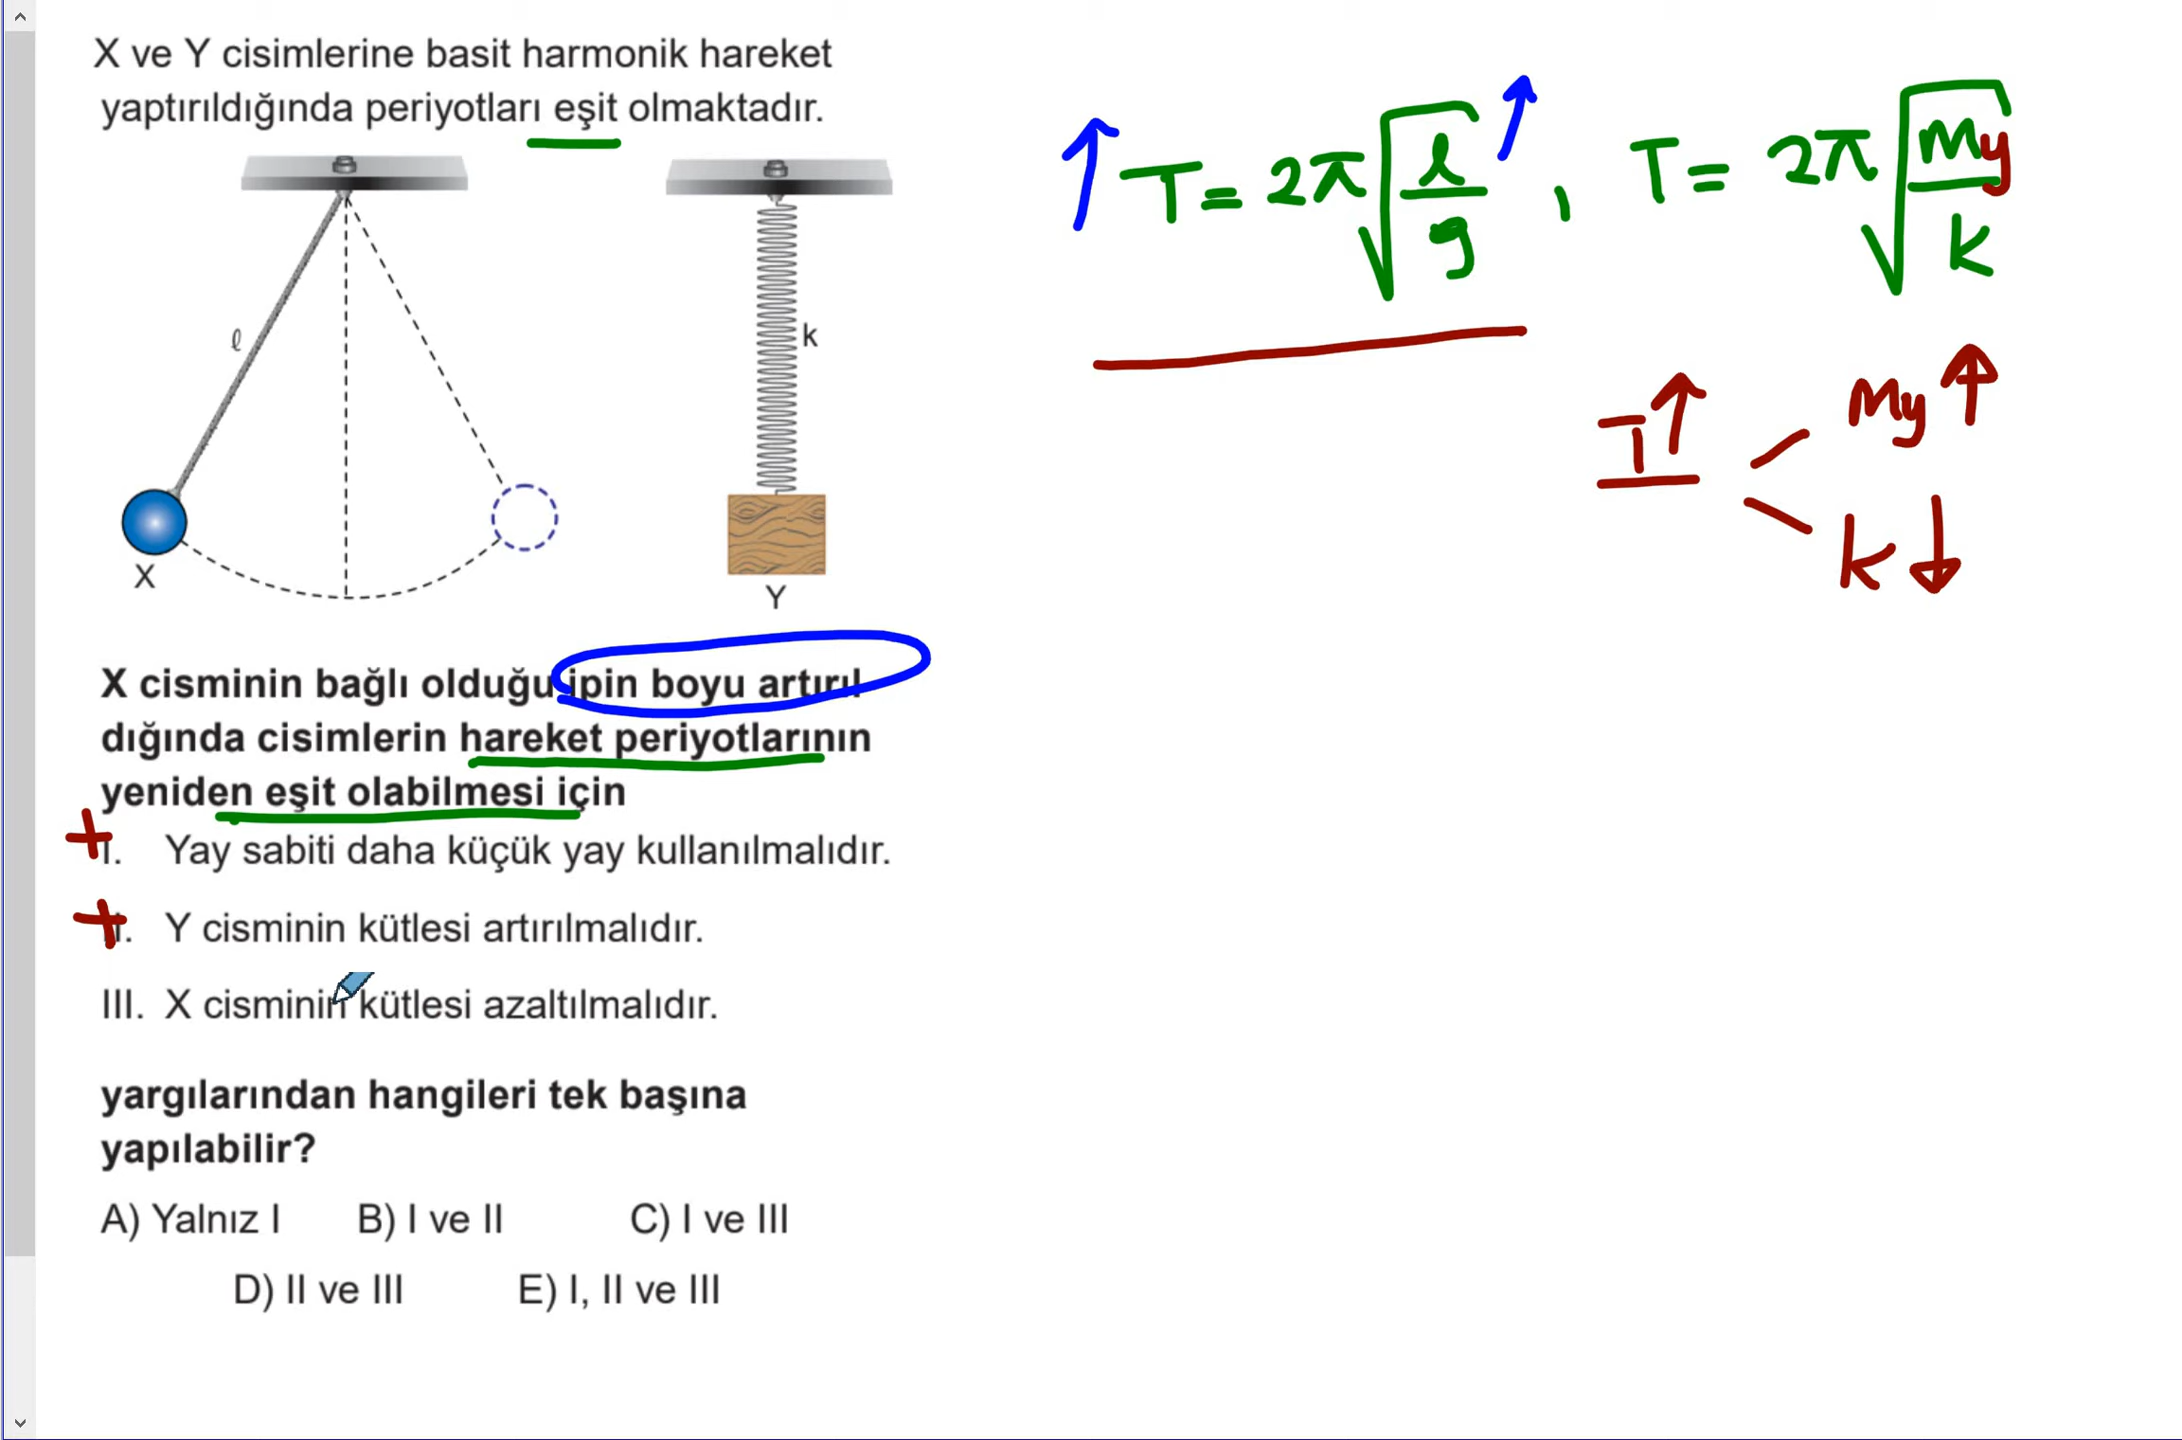 X ve Y cisimlerine basit harmonik hareket
yaptırıldığında periyotları eşit olmaktadır.
ℓ
k
X
Y
X cisminin bağlı olduğu ipin boyu artırıl
dığında cisimlerin hareket periyotlarının
yeniden eşit olabilmesi için
I. Yay sabiti daha küçük yay kullanılmalıdır.
II. Y cisminin kütlesi artırılmalıdır.
III. X cisminin kütlesi azaltılmalıdır.
yargılarından hangileri tek başına
yapılabilir?
A) Yalnız I B) I ve II C) I ve III
D) II ve III E) I, II ve III
↑ T = 2π√(l/g) ↑ , T = 2π√(My/k)
T↑
My ↑
k ↓